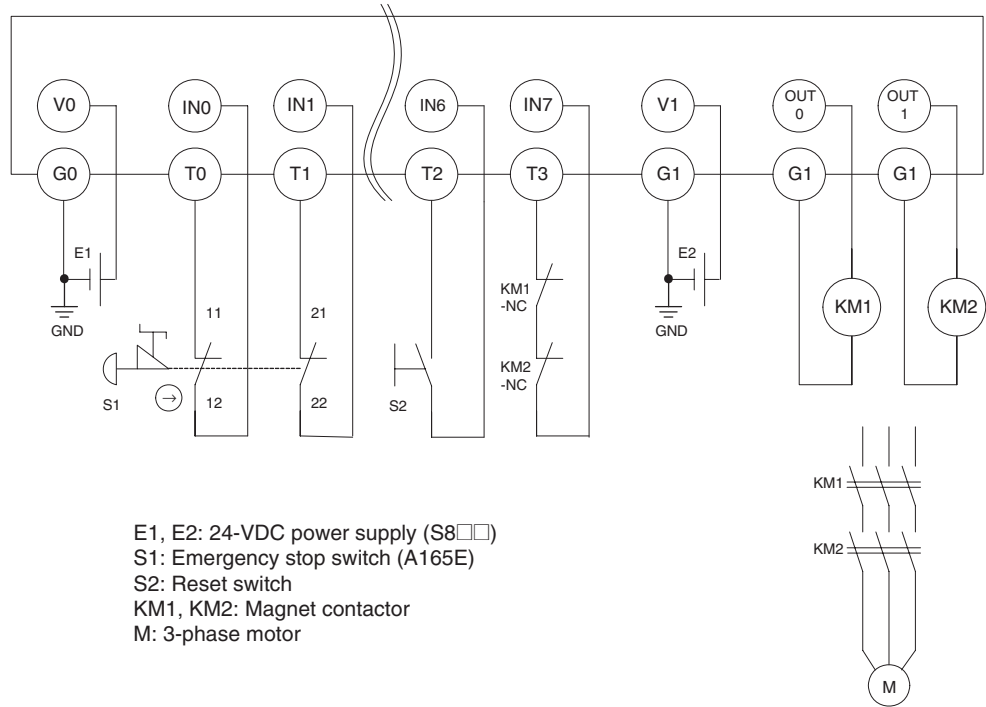 V0 IN0 IN1 IN6 IN7 V1 OUT 0 OUT 1
G0 T0 T1 T2 T3 G1 G1 G1
E1
E2
GND
GND
KM1
-NC
KM1
KM2
11
21
KM2
-NC
S1
→
12
22
S2
KM1
KM2
M
E1, E2: 24-VDC power supply (S8□□)
S1: Emergency stop switch (A165E)
S2: Reset switch
KM1, KM2: Magnet contactor
M: 3-phase motor